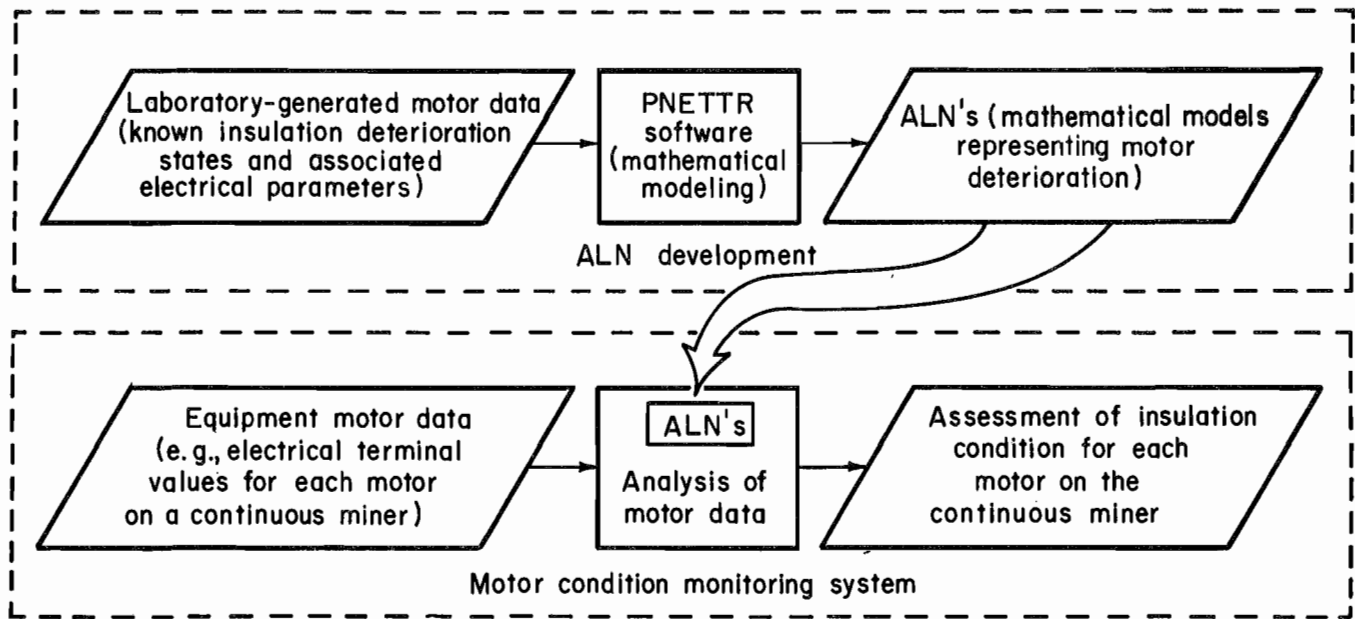 Laboratory-generated motor data
(known insulation deterioration
states and associated
electrical parameters)
PNETTR
software
(mathematical
modeling)
ALN's (mathematical models
representing motor
deterioration)
ALN development
Equipment motor data
(e.g., electrical terminal
values for each motor
on a continuous miner)
ALN's
Analysis of
motor data
Assessment of insulation
condition for each
motor on the
continuous miner
Motor condition monitoring system